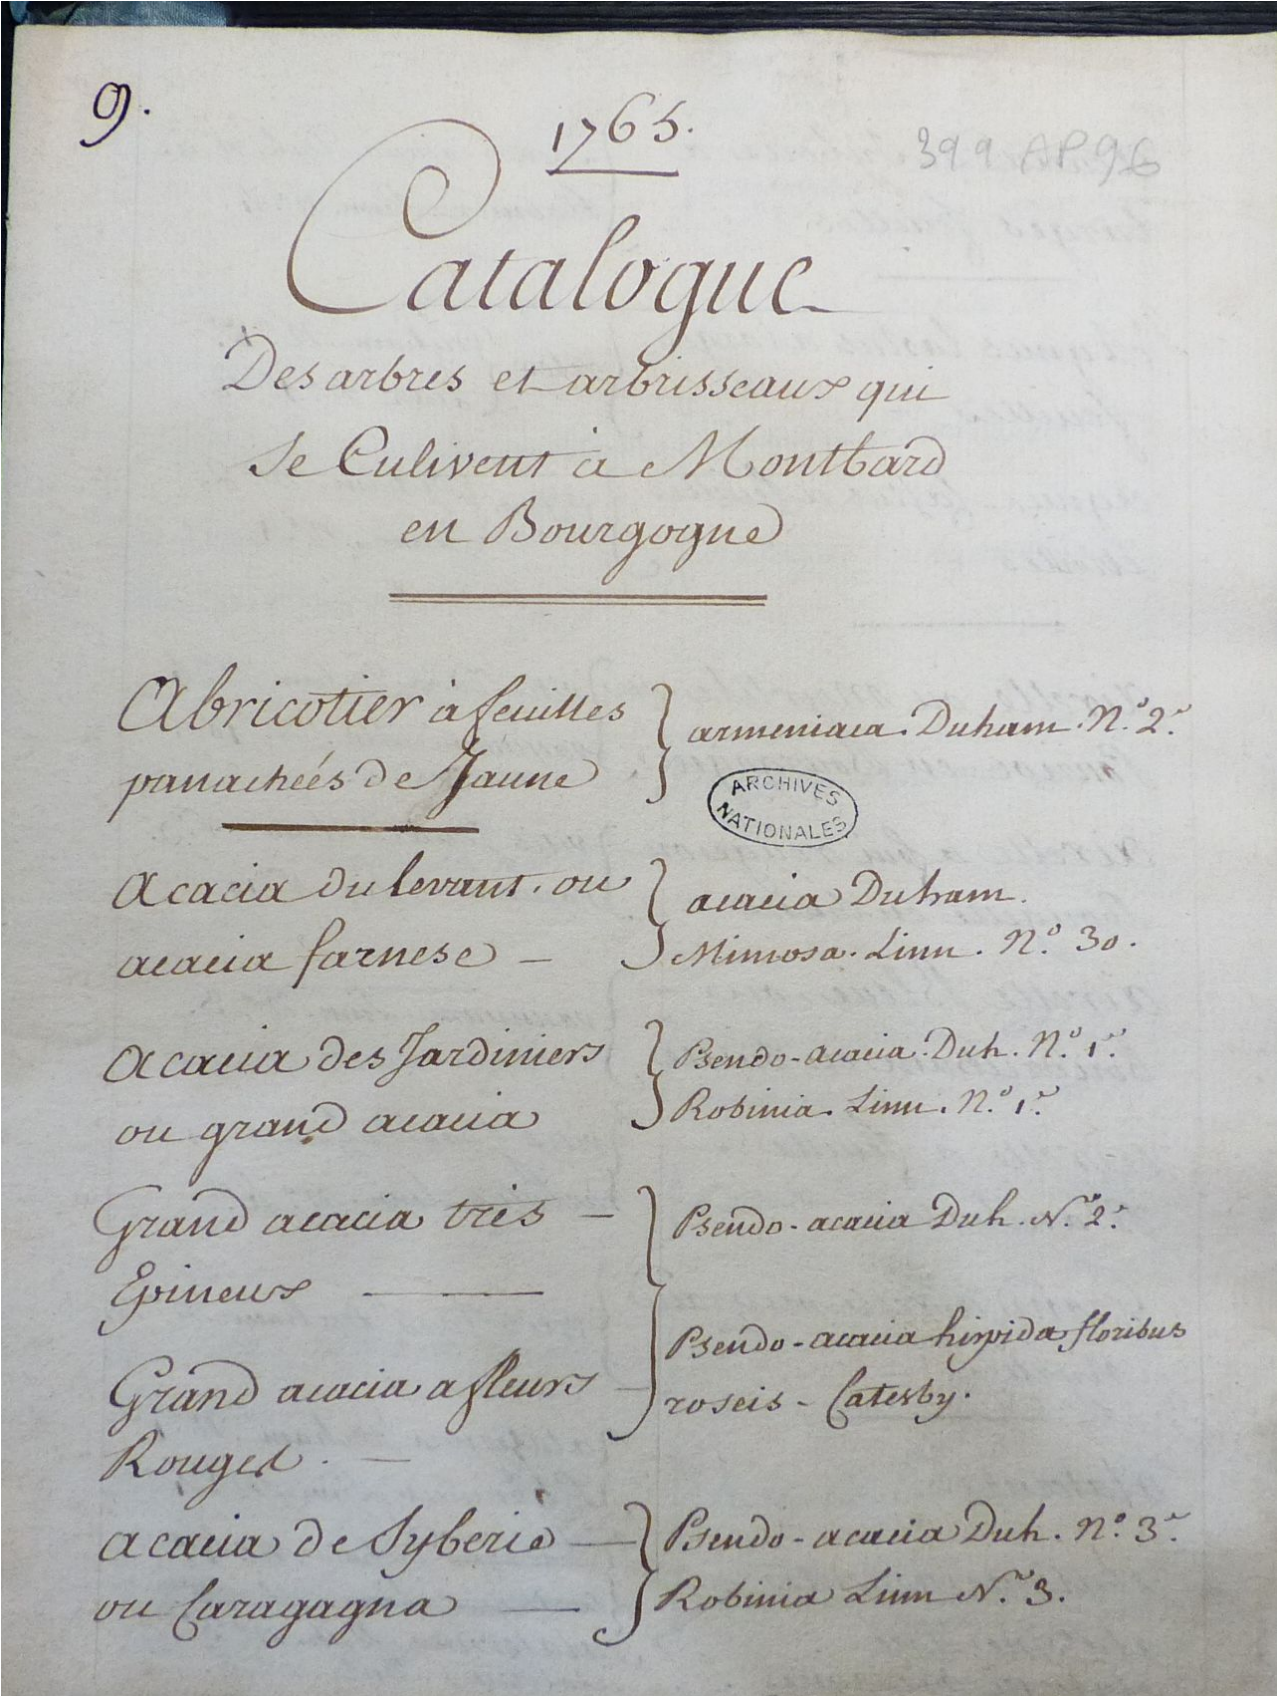 9.
1765.
399 AP 96
Catalogue
Des arbres et arbrisseaux qui
se Culivent à Montbard
en Bourgogne
Abricotier à feuilles
panacheés de Jaune
armeniaca. Duham. N.º 2.
ARCHIVES
NATIONALES
Acacia du levant. ou
acacia farnese -
acacia Duham.
Mimosa. Linn. N.º 30.
Acacia des Jardiniers
ou grand acacia
Pseudo-acacia. Duh. N.º 1.
Robinia. Linn. N.º 1.
Grand acacia très -
Epineux -
Pseudo-acacia Duh. N.º 2.
Grand acacia a fleurs -
Rouges. -
Pseudo-acacia hispida floribus
roseis - Catesby.
acacia de Syberie -
ou Caragagna -
Pseudo-acacia Duh. N.º 3.
Robinia Linn N.º 3.